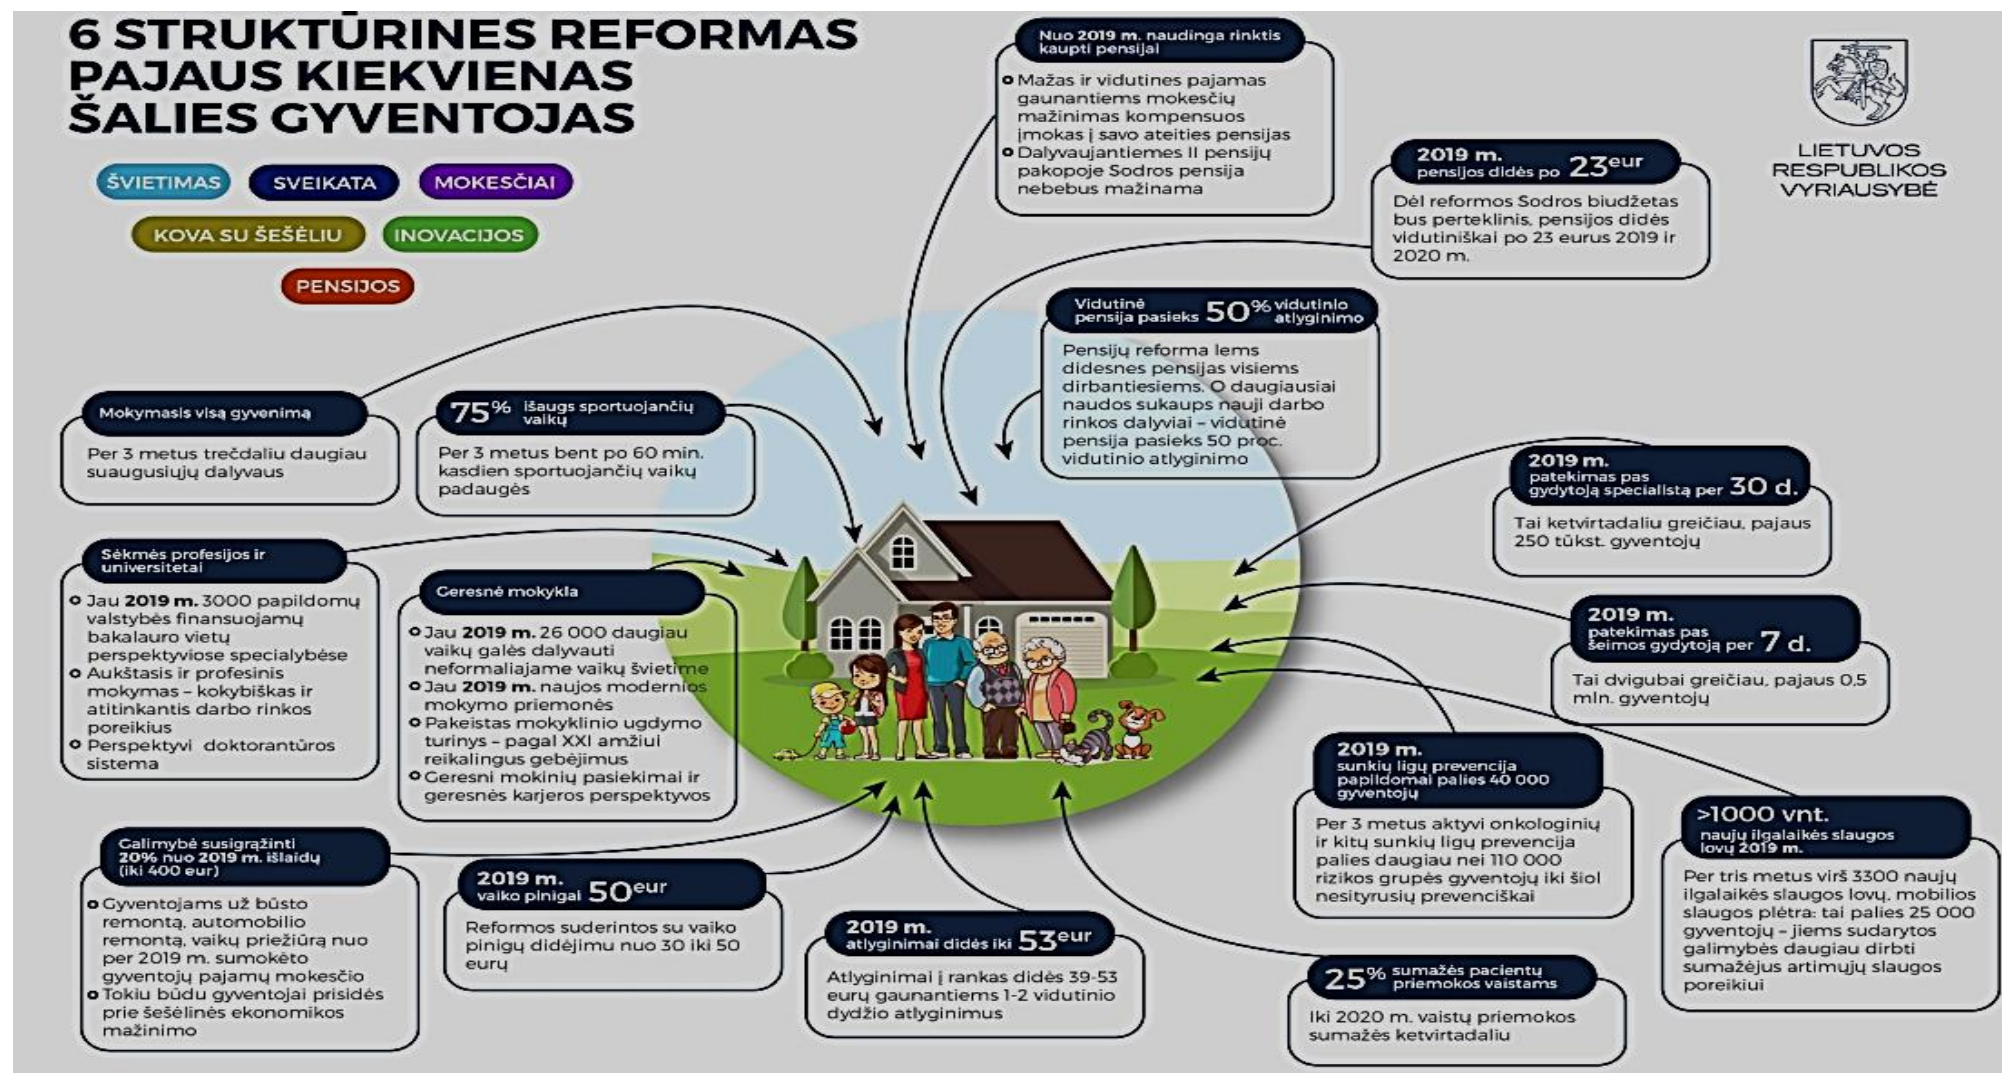 6 STRUKTŪRINES REFORMAS
PAJAUS KIEKVIENAS
ŠALIES GYVENTOJAS
ŠVIETIMAS
SVEIKATA
MOKESČIAI
KOVA SU ŠEŠĖLIU
INOVACIJOS
PENSIJOS
Nuo 2019 m. naudinga rinktis
kaupti pensijai
Mažas ir vidutines pajamas
gaunantiems mokesčių
mažinimas kompensuos
įmokas į savo ateities pensijas
Dalyvaujantiemes II pensijų
pakopoje Sodros pensija
nebebus mažinama
LIETUVOS
RESPUBLIKOS
VYRIAUSYBĖ
2019 m.
pensijos didės po 23eur
Dėl reformos Sodros biudžetas
bus perteklinis, pensijos didės
vidutiniškai po 23 eurus 2019 ir
2020 m.
Vidutinė
pensija pasieks 50% vidutinio
atlyginimo
Pensijų reforma lems
didesnes pensijas visiems
dirbantiesiems. O daugiausiai
naudos sukaups nauji darbo
rinkos dalyviai – vidutinė
pensija pasieks 50 proc.
vidutinio atlyginimo
Mokymasis visą gyvenimą
Per 3 metus trečdaliu daugiau
suaugusiųjų dalyvaus
75% išaugs sportuojančių
vaikų
Per 3 metus bent po 60 min.
kasdien sportuojančių vaikų
padaugės
2019 m.
patekimas pas
gydytoją specialistą per 30 d.
Tai ketvirtadaliu greičiau, pajaus
250 tūkst. gyventojų
Sėkmės profesijos ir
universitetai
Jau 2019 m. 3000 papildomų
valstybės finansuojamų
bakalauro vietų
perspektyviose specialybėse
Aukštasis ir profesinis
mokymas – kokybiškas ir
atitinkantis darbo rinkos
poreikius
Perspektyvi doktorantūros
sistema
Geresnė mokykla
Jau 2019 m. 26 000 daugiau
vaikų galės dalyvauti
neformaliajame vaikų švietime
Jau 2019 m. naujos modernios
mokymo priemonės
Pakeistas mokyklinio ugdymo
turinys – pagal XXI amžiui
reikalingus gebėjimus
Geresni mokinių pasiekimai ir
geresnės karjeros perspektyvos
2019 m.
patekimas pas
šeimos gydytoją per 7 d.
Tai dvigubai greičiau, pajaus 0,5
mln. gyventojų
2019 m.
sunkių ligų prevencija
papildomai palies 40 000
gyventojų
Per 3 metus aktyvi onkologinių
ir kitų sunkių ligų prevencija
palies daugiau nei 110 000
rizikos grupės gyventojų iki šiol
nesityrusių prevenciškai
>1000 vnt.
naujų ilgalaikės slaugos
lovų 2019 m.
Per tris metus virš 3300 naujų
ilgalaikės slaugos lovų, mobilios
slaugos plėtra: tai palies 25 000
gyventojų – jiems sudarytos
galimybės daugiau dirbti
sumažėjus artimųjų slaugos
poreikiui
Galimybė susigrąžinti
20% nuo 2019 m. išlaidų
(iki 400 eur)
Gyventojams už būsto
remontą, automobilio
remontą, vaikų priežiūrą nuo
per 2019 m. sumokėto
gyventojų pajamų mokesčio
Tokiu būdu gyventojai prisidės
prie šešėlinės ekonomikos
mažinimo
2019 m.
vaiko pinigai 50eur
Reformos suderintos su vaiko
pinigų didėjimu nuo 30 iki 50
eurų
2019 m.
atlyginimai didės iki 53eur
Atlyginimai į rankas didės 39-53
eurų gaunantiems 1-2 vidutinio
dydžio atlyginimus
25% sumažės pacientų
priemokos vaistams
Iki 2020 m. vaistų priemokos
sumažės ketvirtadaliu